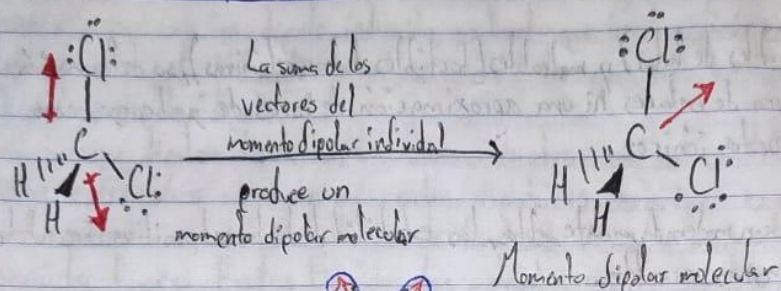 :Cl:
La suma de los
vectores del
momento dipolar individal
produce un
momento dipolar molecular
C
H
H
Cl:
:Cl:
C
H
H
Cl:
Momento dipolar molecular